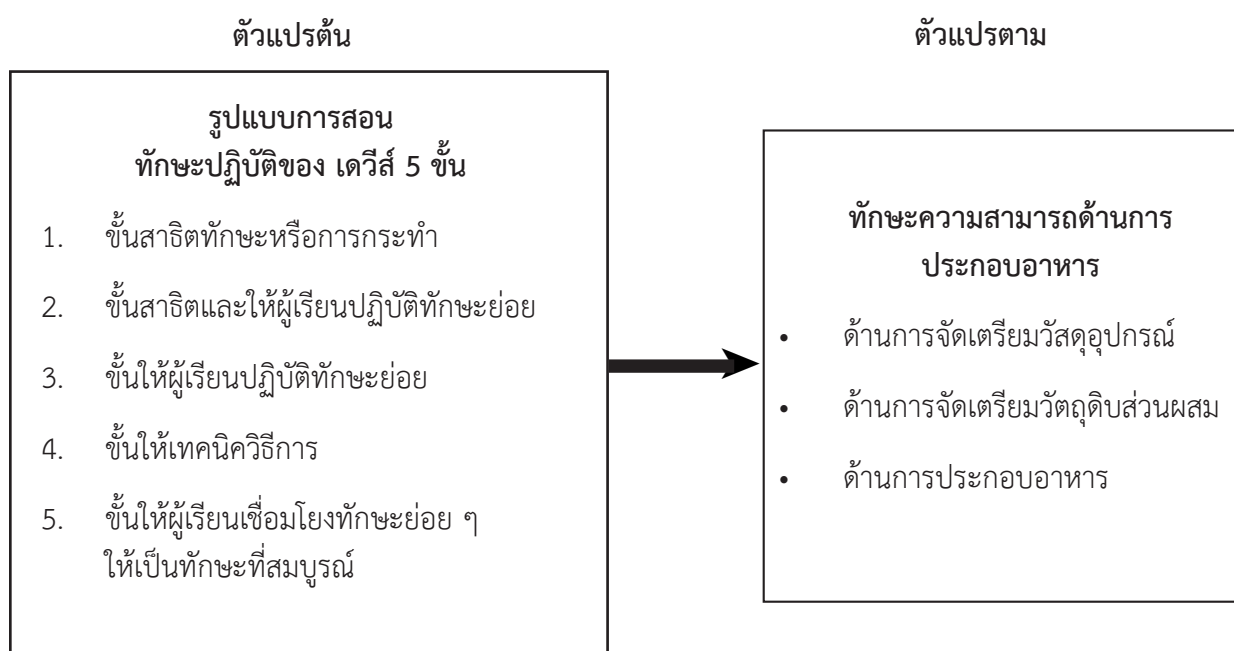 ตัวแปรต้น
รูปแบบการสอน
ทักษะปฏิบัติของ เดวีส์ 5 ขั้น
1. ขั้นสาธิตทักษะหรือการกระทำ
2. ขั้นสาธิตและให้ผู้เรียนปฏิบัติทักษะย่อย
3. ขั้นให้ผู้เรียนปฏิบัติทักษะย่อย
4. ขั้นให้เทคนิควิธีการ
5. ขั้นให้ผู้เรียนเชื่อมโยงทักษะย่อย ๆ
ให้เป็นทักษะที่สมบูรณ์
ตัวแปรตาม
ทักษะความสามารถด้านการ
ประกอบอาหาร
• ด้านการจัดเตรียมวัสดุอุปกรณ์
• ด้านการจัดเตรียมวัตถุดิบส่วนผสม
• ด้านการประกอบอาหาร